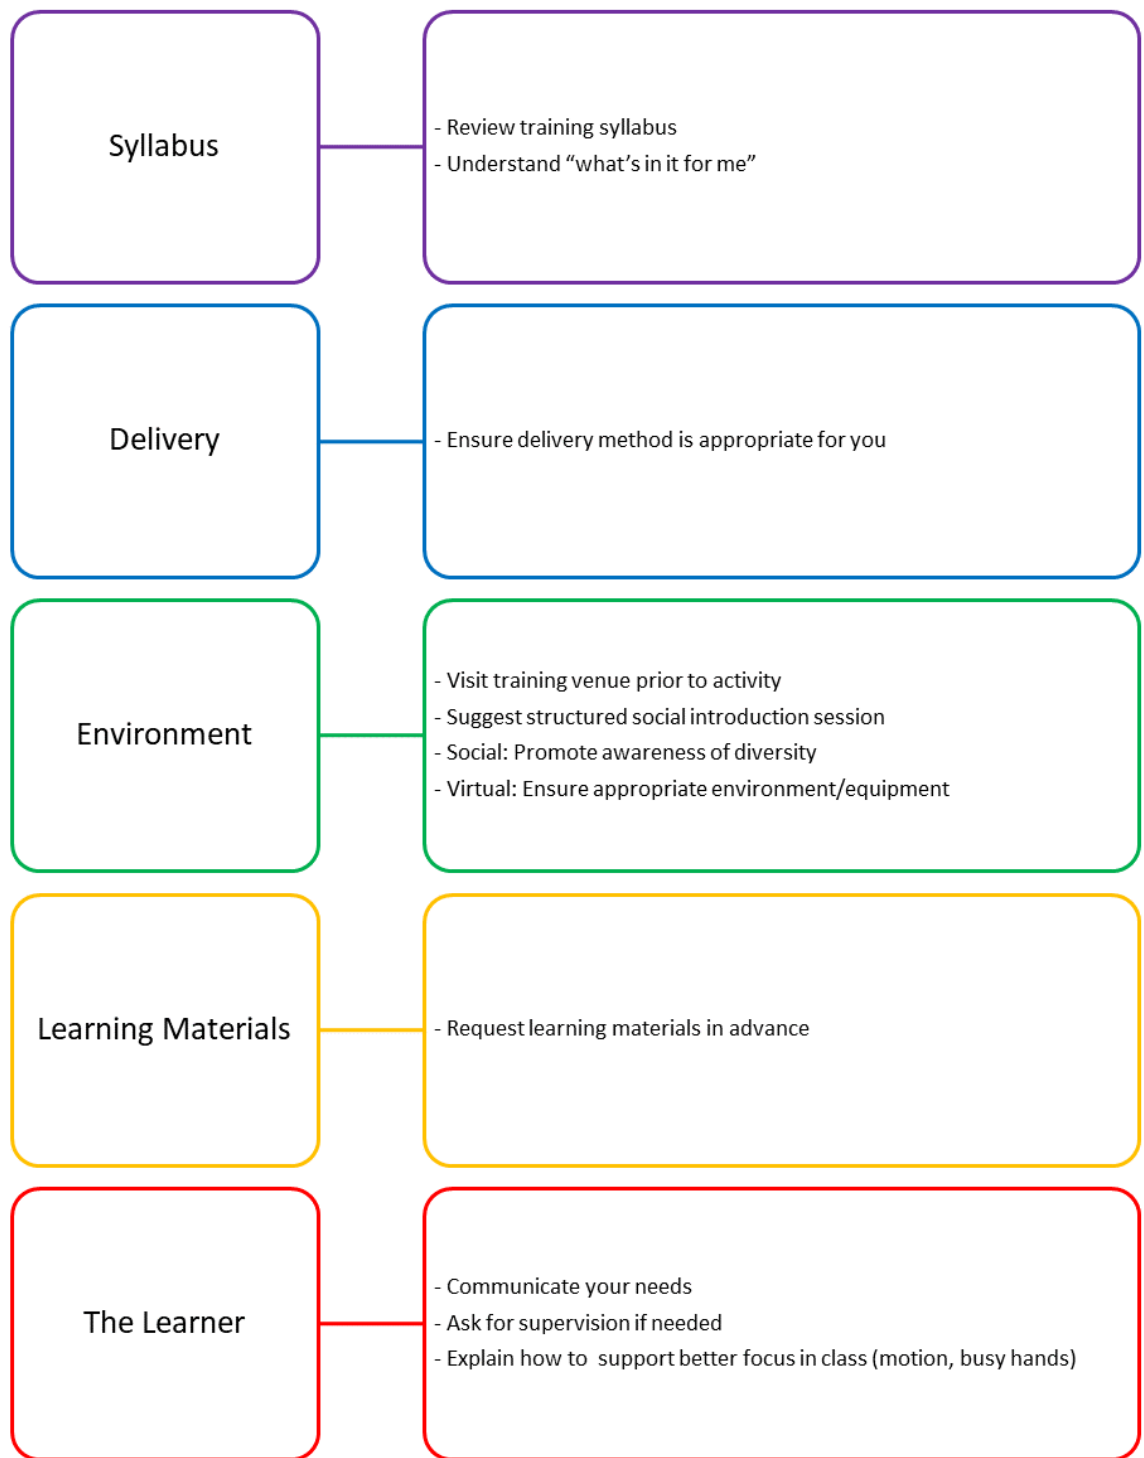 Syllabus
- Review training syllabus
- Understand “what’s in it for me”
Delivery
- Ensure delivery method is appropriate for you
Environment
- Visit training venue prior to activity
- Suggest structured social introduction session
- Social: Promote awareness of diversity
- Virtual: Ensure appropriate environment/equipment
Learning Materials
- Request learning materials in advance
The Learner
- Communicate your needs
- Ask for supervision if needed
- Explain how to  support better focus in class (motion, busy hands)